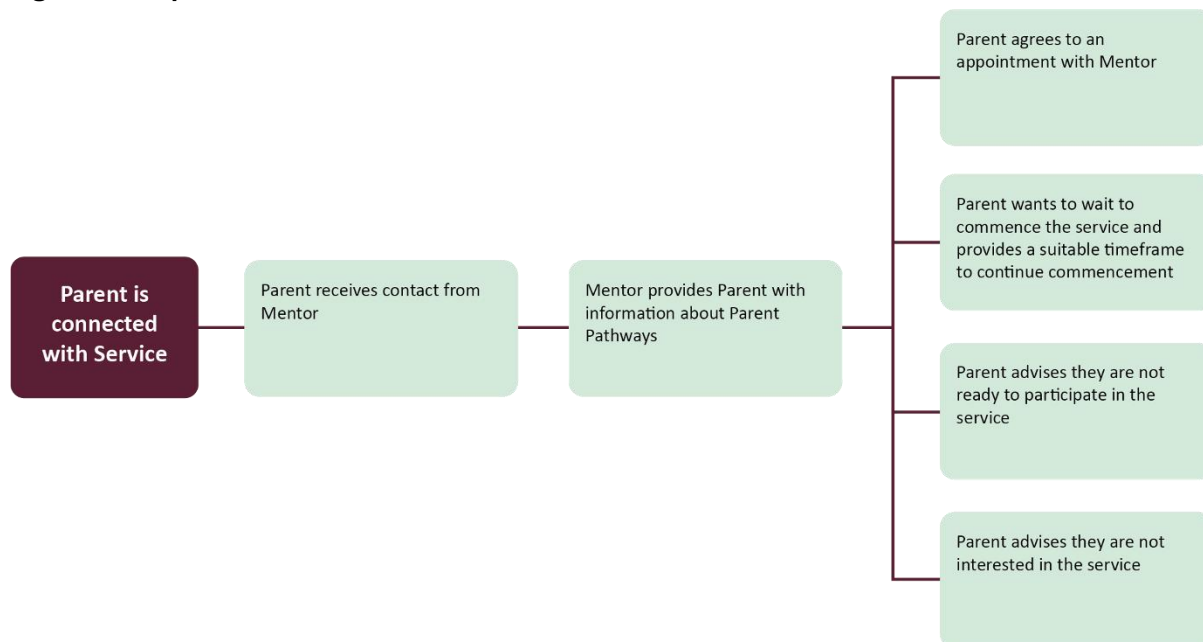 Parent is
connected
with Service
Parent receives contact from
Mentor
Mentor provides Parent with
information about Parent
Pathways
Parent agrees to an
appointment with Mentor
Parent wants to wait to
commence the service and
provides a suitable timeframe
to continue commencement
Parent advises they are not
ready to participate in the
service
Parent advises they are not
interested in the service